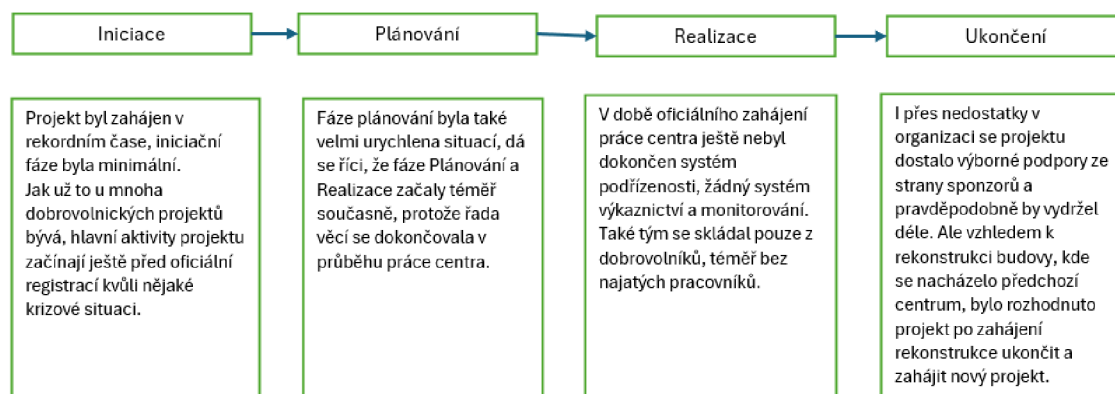 Iniciace
Plánování
Realizace
Ukončení
Projekt byl zahájen v
rekordním čase, iniciační
fáze byla minimální.
Jak už to u mnoha
dobrovolnických projektů
bývá, hlavní aktivity projektu
začínají ještě před oficiální
registrací kvůli nějaké
krizové situaci.
Fáze plánování byla také
velmi urychlena situací, dá
se říci, že fáze Plánování a
Realizace začaly téměř
současně, protože řada
věcí se dokončovala v
průběhu práce centra.
V době oficiálního zahájení
práce centra ještě nebyl
dokončen systém
podřízenosti, žádný systém
výkaznictví a monitorování.
Také tým se skládal pouze z
dobrovolníků, téměř bez
najatých pracovníků.
I přes nedostatky v
organizaci se projektu
dostalo výborné podpory ze
strany sponzorů a
pravděpodobně by vydržel
déle. Ale vzhledem k
rekonstrukci budovy, kde
se nacházelo předchozí
centrum, bylo rozhodnuto
projekt po zahájení
rekonstrukce ukončit a
zahájit nový projekt.